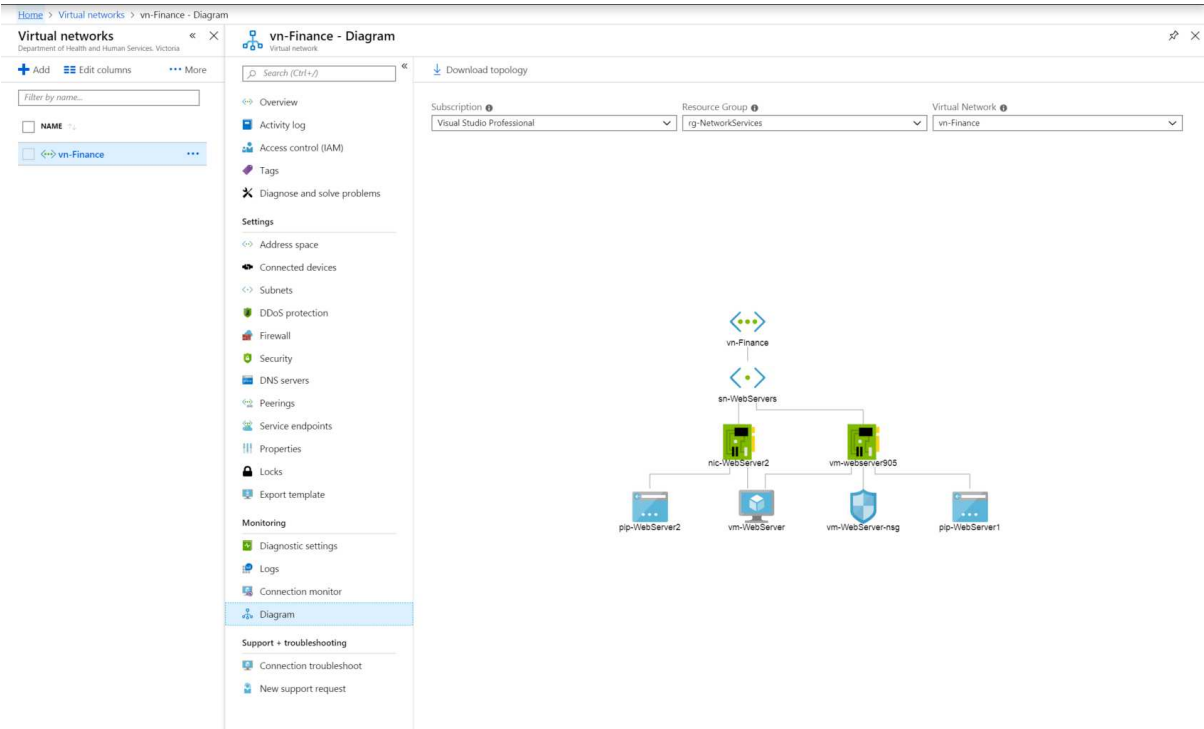 Home > Virtual networks > vn-Finance - Diagram
Virtual networks
Department of Health and Human Services, Victoria
Add Edit columns More
Filter by name...
NAME
vn-Finance
vn-Finance - Diagram
Virtual network
Search (Ctrl+/)
Overview
Activity log
Access control (IAM)
Tags
Diagnose and solve problems
Settings
Address space
Connected devices
Subnets
DDoS protection
Firewall
Security
DNS servers
Peerings
Service endpoints
Properties
Locks
Export template
Monitoring
Diagnostic settings
Logs
Connection monitor
Diagram
Support + troubleshooting
Connection troubleshoot
New support request
Download topology
Subscription Resource Group Virtual Network
Visual Studio Professional rg-NetworkServices vn-Finance
vn-Finance
sn-WebServers
nic-WebServer2 vm-webserver905
pip-WebServer2 vm-WebServer vm-WebServer-nsg pip-WebServer1